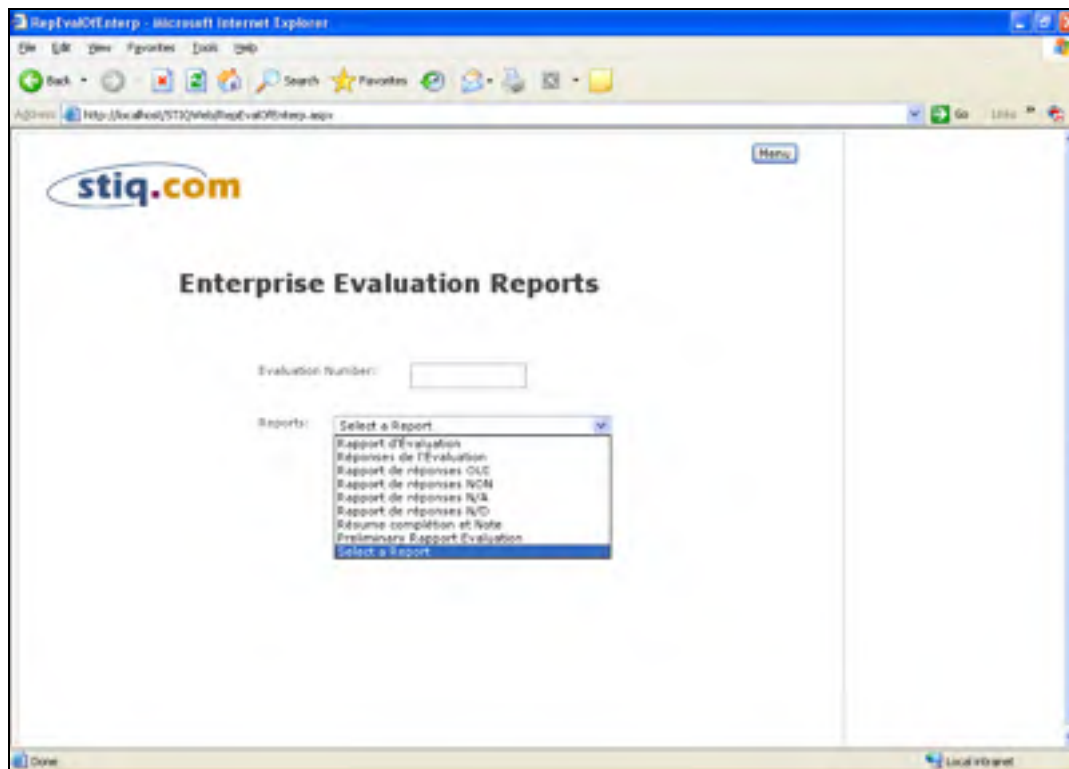 RepEvalOfEnterp - Microsoft Internet Explorer
File Edit View Favorites Tools Help
Back Search Favorites
Address http://localhost/STIQWeb/RepEvalOfEnterp.aspx Go Links
Menu
stiq.com
Enterprise Evaluation Reports
Evaluation Number:
Reports: Select a Report
Rapport d'Évaluation
Réponses de l'Évaluation
Rapport de réponses OUI
Rapport de réponses NON
Rapport de réponses N/A
Rapport de réponses N/D
Résume complétion et Note
Preliminary Rapport Evaluation
Select a Report
Done Local intranet